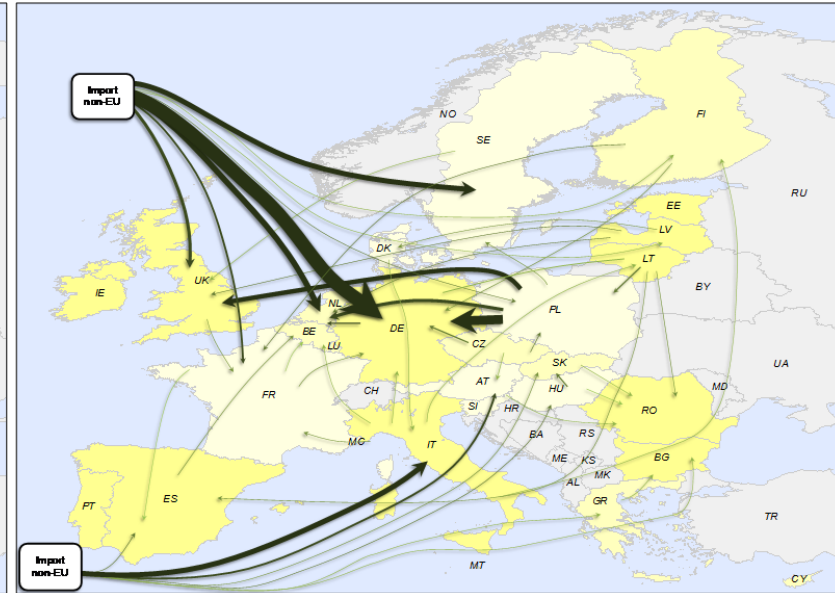 Import
non-EU
NO
FI
SE
RU
EE
LV
DK
LT
UK
IE
BY
NL
PL
BE
DE
LU
CZ
SK
UA
AT
HU
FR
CH
MD
SI
HR
RO
BA
RS
MC
IT
ME
KS
BG
MK
AL
ES
PT
GR
TR
Import
non-EU
MT
CY